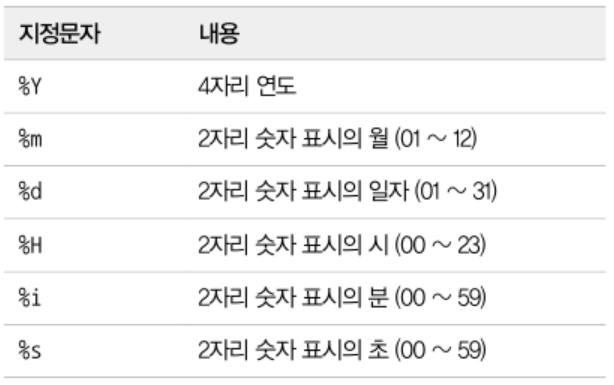 지정문자 내용
%Y 4자리 연도
%m 2자리 숫자 표시의 월 (01 ~ 12)
%d 2자리 숫자 표시의 일자 (01 ~ 31)
%H 2자리 숫자 표시의 시 (00 ~ 23)
%i 2자리 숫자 표시의 분 (00 ~ 59)
%s 2자리 숫자 표시의 초 (00 ~ 59)